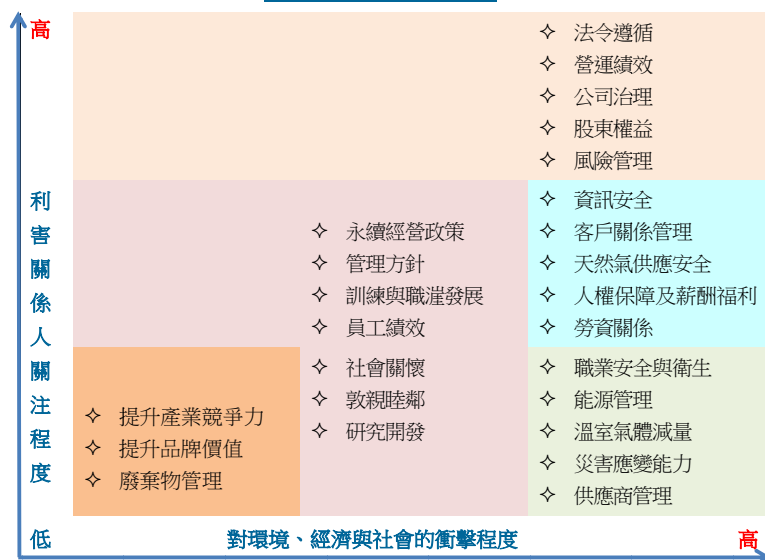 高
✧ 法令遵循
✧ 營運績效
✧ 公司治理
✧ 股東權益
✧ 風險管理
利害關係人關注程度
✧ 永續經營政策
✧ 管理方針
✧ 訓練與職漄發展
✧ 員工績效
✧ 資訊安全
✧ 客戶關係管理
✧ 天然氣供應安全
✧ 人權保障及薪酬福利
✧ 勞資關係
✧ 提升產業競爭力
✧ 提升品牌價值
✧ 廢棄物管理
✧ 社會關懷
✧ 敦親睦鄰
✧ 研究開發
✧ 職業安全與衛生
✧ 能源管理
✧ 溫室氣體減量
✧ 災害應變能力
✧ 供應商管理
低
對環境、經濟與社會的衝擊程度
高